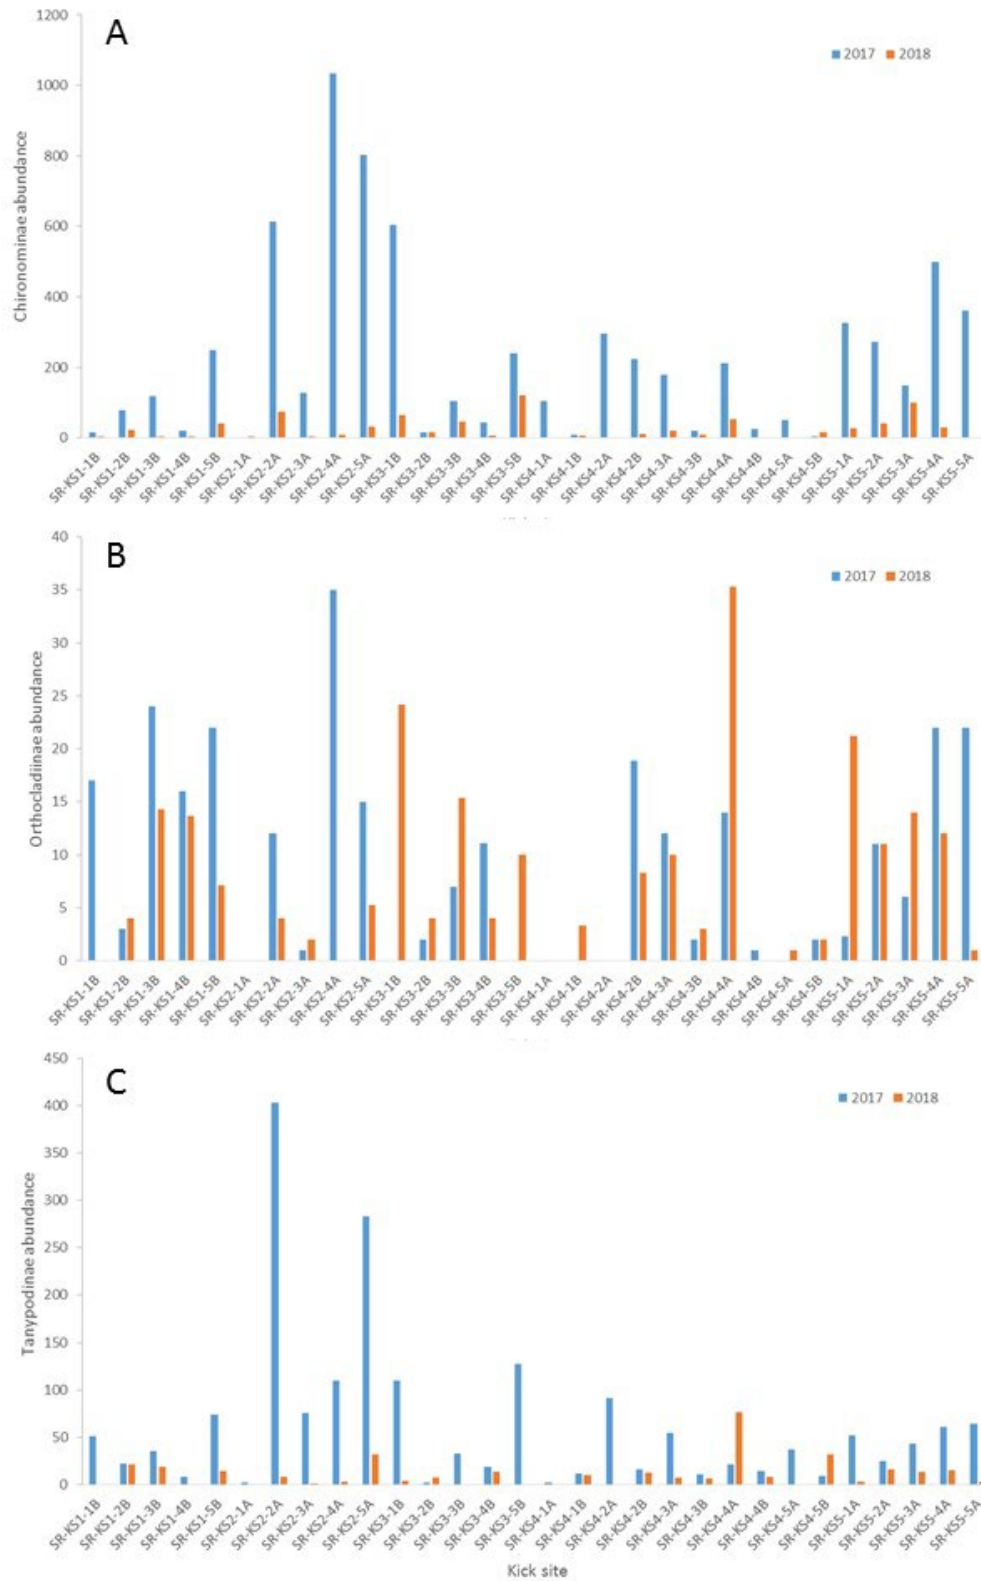 A
2017 2018
Chironominae abundance
1200
1000
800
600
400
200
0
SR-KS1-1B SR-KS1-2B SR-KS1-3B SR-KS1-4B SR-KS1-5B SR-KS2-1A SR-KS2-2A SR-KS2-3A SR-KS2-4A SR-KS2-5A SR-KS3-1B SR-KS3-2B SR-KS3-3B SR-KS3-4B SR-KS3-5B SR-KS4-1A SR-KS4-1B SR-KS4-2A SR-KS4-2B SR-KS4-3A SR-KS4-3B SR-KS4-4A SR-KS4-4B SR-KS4-5A SR-KS4-5B SR-KS5-1A SR-KS5-2A SR-KS5-3A SR-KS5-4A SR-KS5-5A
B
2017 2018
Orthocladiinae abundance
40
35
30
25
20
15
10
5
0
SR-KS1-1B SR-KS1-2B SR-KS1-3B SR-KS1-4B SR-KS1-5B SR-KS2-1A SR-KS2-2A SR-KS2-3A SR-KS2-4A SR-KS2-5A SR-KS3-1B SR-KS3-2B SR-KS3-3B SR-KS3-4B SR-KS3-5B SR-KS4-1A SR-KS4-1B SR-KS4-2A SR-KS4-2B SR-KS4-3A SR-KS4-3B SR-KS4-4A SR-KS4-4B SR-KS4-5A SR-KS4-5B SR-KS5-1A SR-KS5-2A SR-KS5-3A SR-KS5-4A SR-KS5-5A
C
2017 2018
Tanypodinae abundance
450
400
350
300
250
200
150
100
50
0
SR-KS1-1B SR-KS1-2B SR-KS1-3B SR-KS1-4B SR-KS1-5B SR-KS2-1A SR-KS2-2A SR-KS2-3A SR-KS2-4A SR-KS2-5A SR-KS3-1B SR-KS3-2B SR-KS3-3B SR-KS3-4B SR-KS3-5B SR-KS4-1A SR-KS4-1B SR-KS4-2A SR-KS4-2B SR-KS4-3A SR-KS4-3B SR-KS4-4A SR-KS4-4B SR-KS4-5A SR-KS4-5B SR-KS5-1A SR-KS5-2A SR-KS5-3A SR-KS5-4A SR-KS5-5A
Kick site